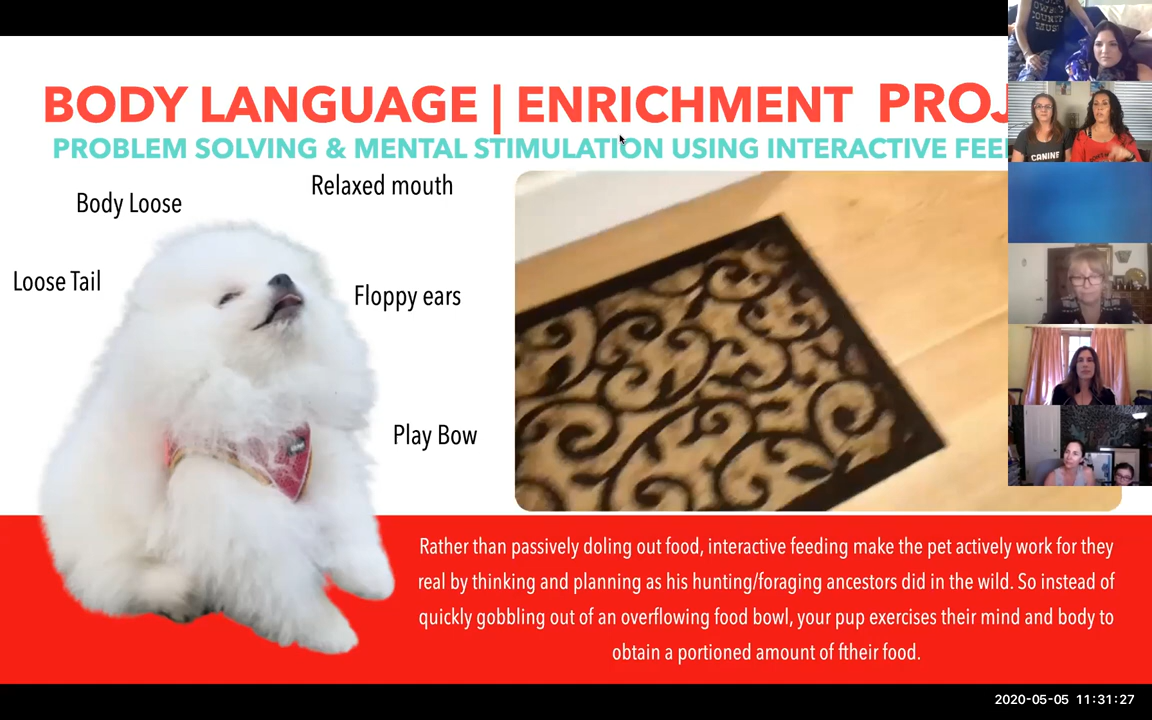 BODY LANGUAGE | ENRICHMENT PROJ
PROBLEM SOLVING & MENTAL STIMULATION USING INTERACTIVE FEE
Relaxed mouth
Body Loose
Loose Tail
Floppy ears
Play Bow
Rather than passively doling out food, interactive feeding make the pet actively work for they
real by thinking and planning as his hunting/foraging ancestors did in the wild. So instead of
quickly gobbling out of an overflowing food bowl, your pup exercises their mind and body to
obtain a portioned amount of ftheir food.
CANINE
2020-05-05 11:31:27